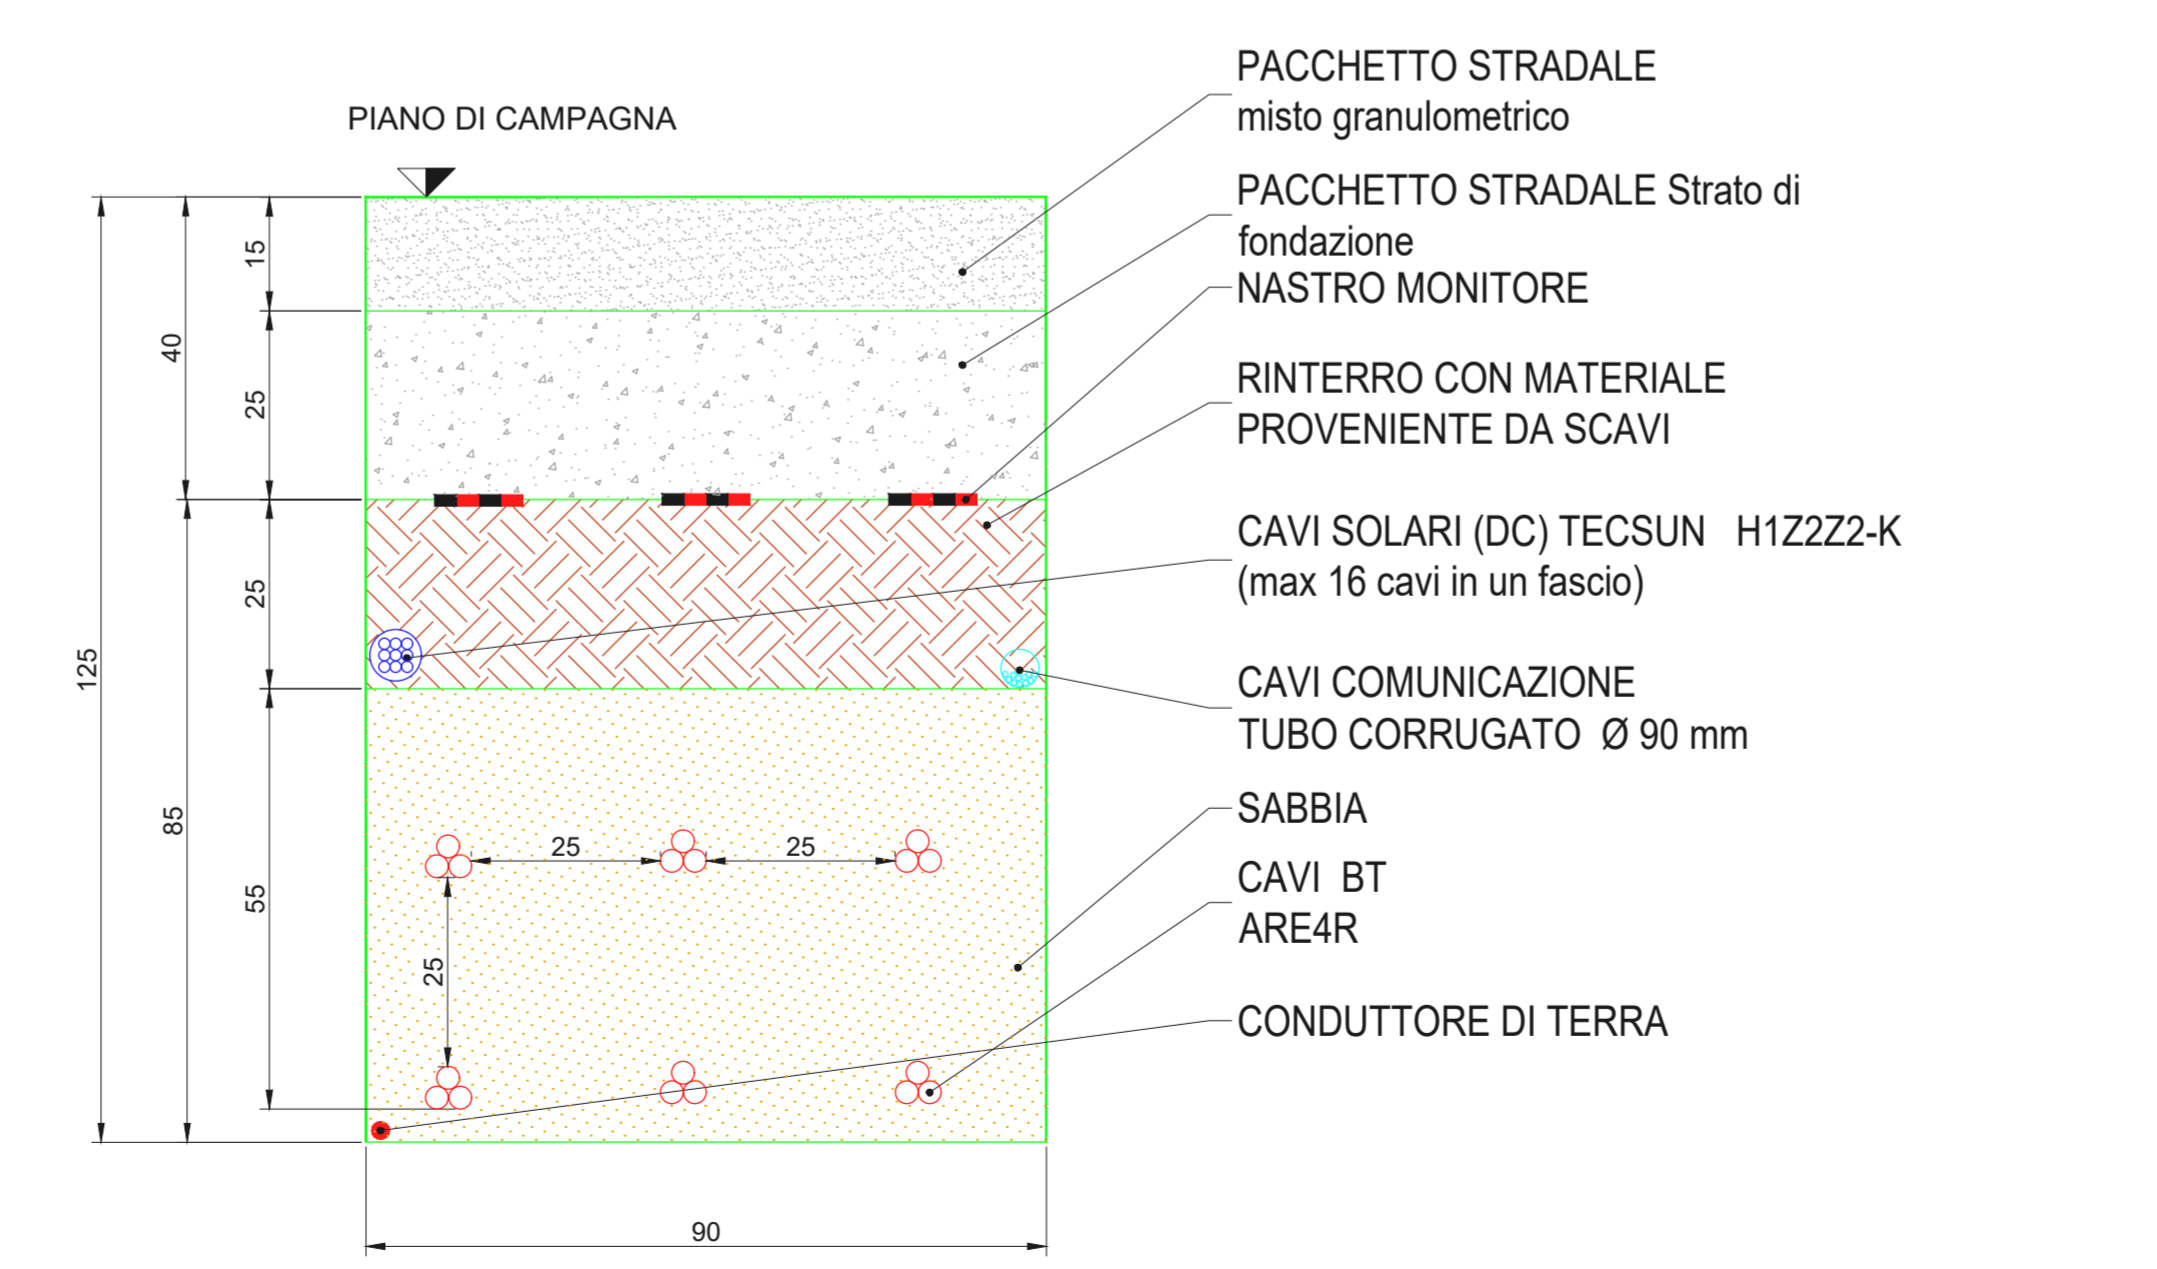 PIANO DI CAMPAGNA
125
40
85
15
25
25
55
25
25
25
90
PACCHETTO STRADALE
misto granulometrico
PACCHETTO STRADALE Strato di
fondazione
NASTRO MONITORE
RINTERRO CON MATERIALE
PROVENIENTE DA SCAVI
CAVI SOLARI (DC) TECSUN H1Z2Z2-K
(max 16 cavi in un fascio)
CAVI COMUNICAZIONE
TUBO CORRUGATO Ø 90 mm
SABBIA
CAVI BT
ARE4R
CONDUTTORE DI TERRA